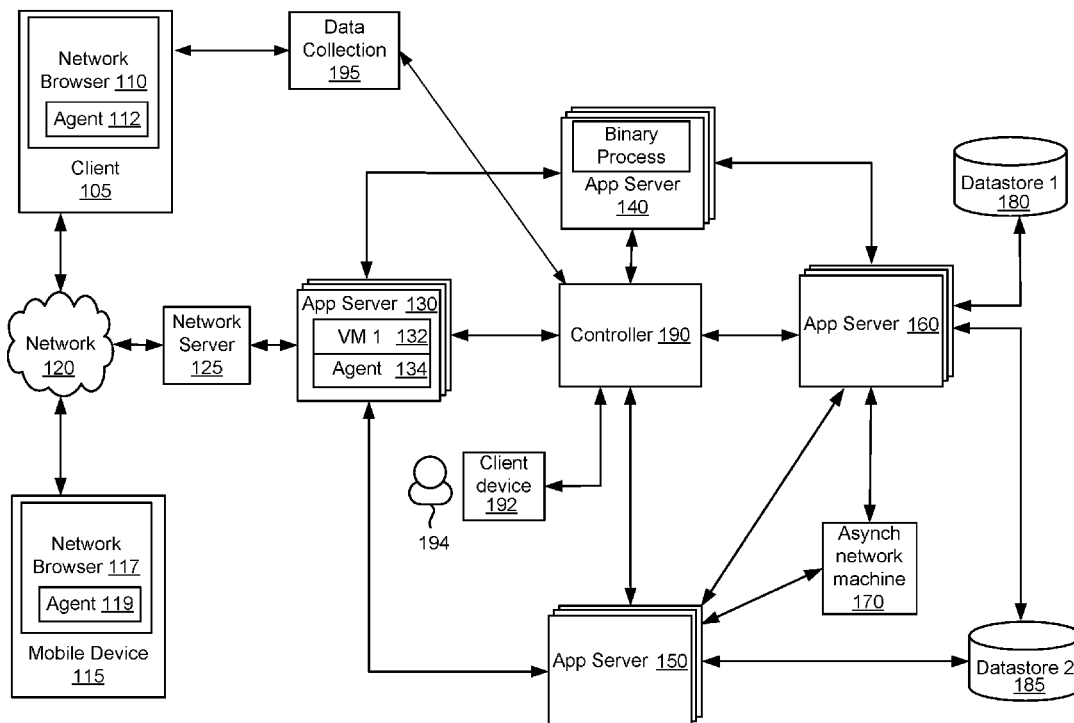 Network
Browser 110
Agent 112
Client
105
Data
Collection
195
Binary
Process
App Server
140
Datastore 1
180
Network
120
Network
Server
125
App Server 130
VM 1 132
Agent 134
Controller 190
App Server 160
Client
device
192
194
Network
Browser 117
Agent 119
Mobile Device
115
Asynch
network
machine
170
App Server 150
Datastore 2
185